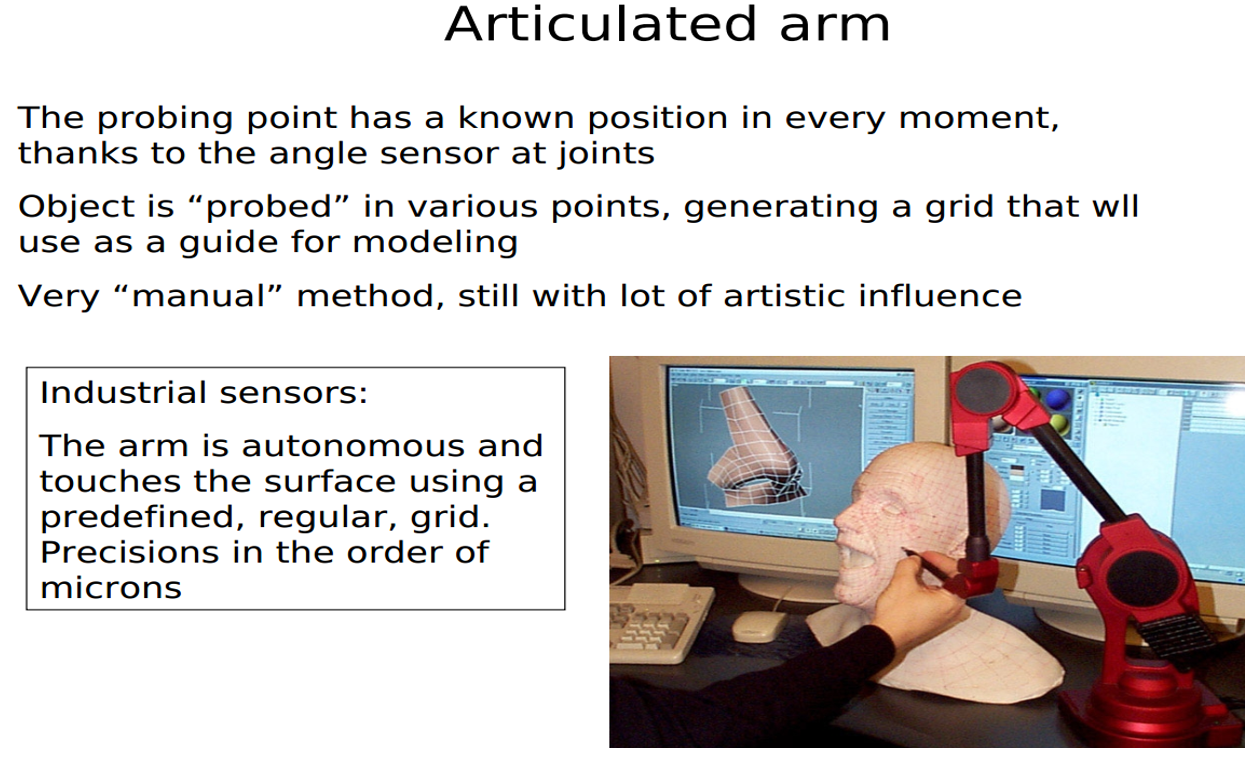 Articulated arm
The probing point has a known position in every moment,
thanks to the angle sensor at joints
Object is “probed” in various points, generating a grid that wll
use as a guide for modeling
Very “manual” method, still with lot of artistic influence
Industrial sensors:
The arm is autonomous and
touches the surface using a
predefined, regular, grid.
Precisions in the order of
microns